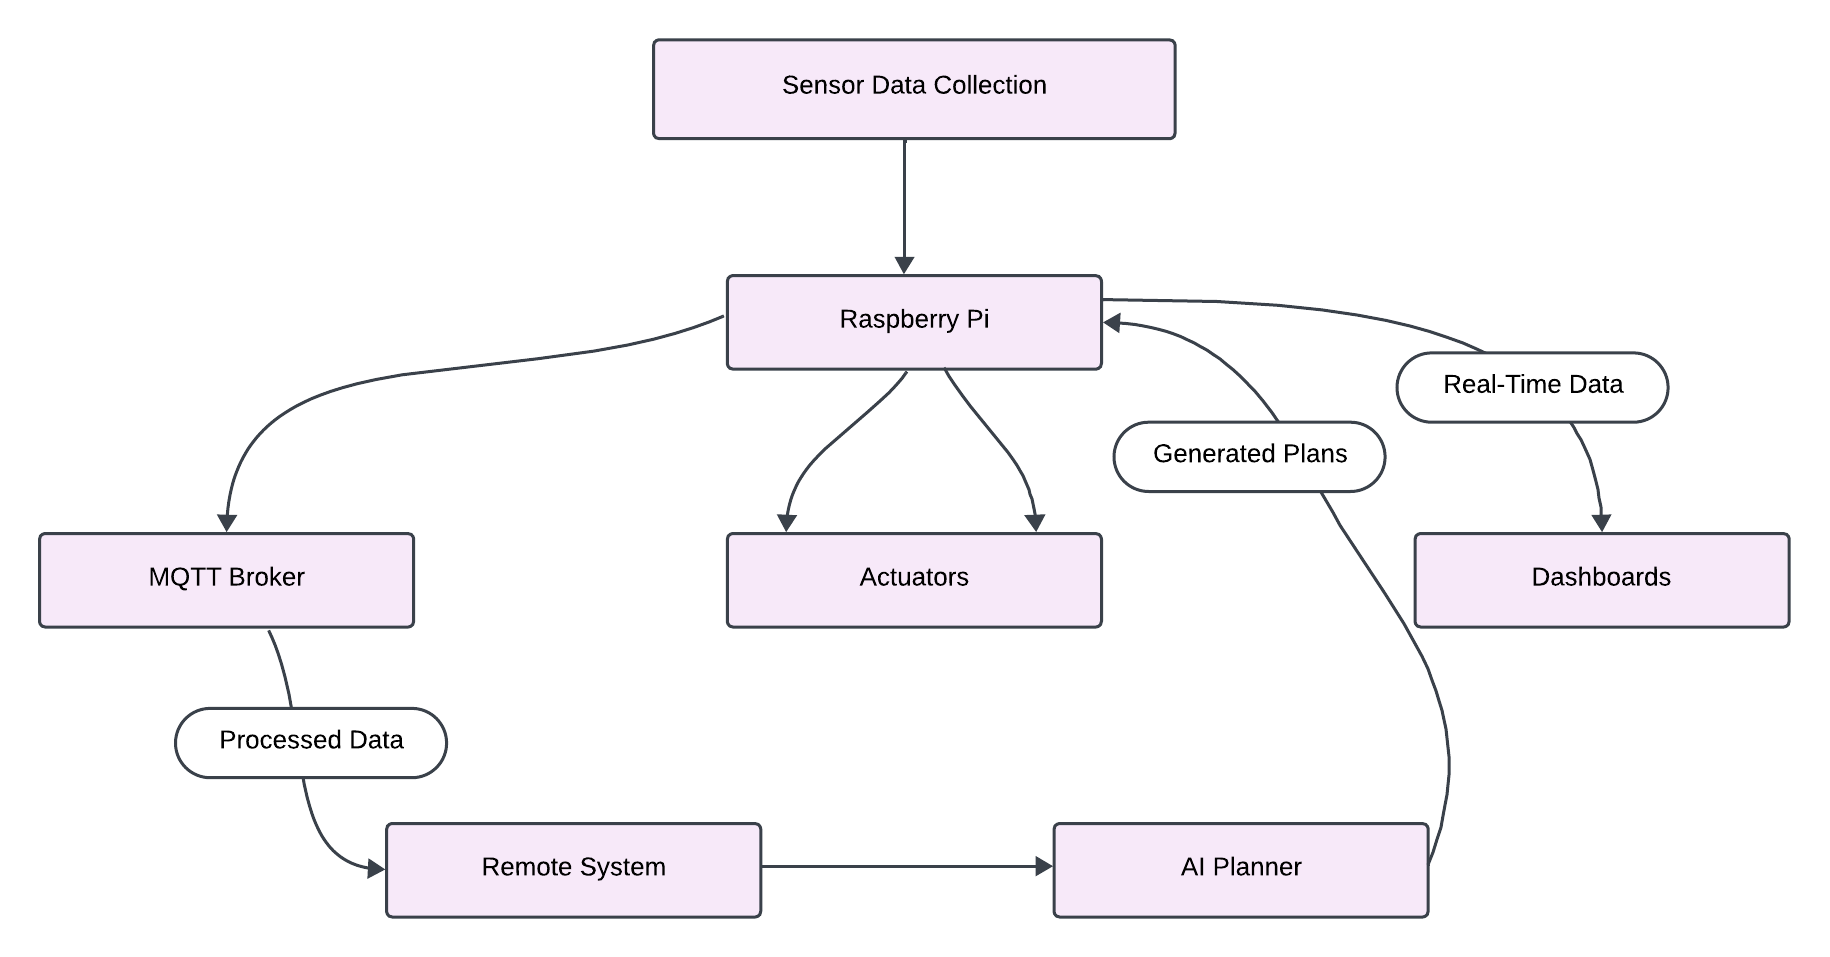 Sensor Data Collection
Raspberry Pi
Real-Time Data
Generated Plans
MQTT Broker
Actuators
Dashboards
Processed Data
Remote System
AI Planner